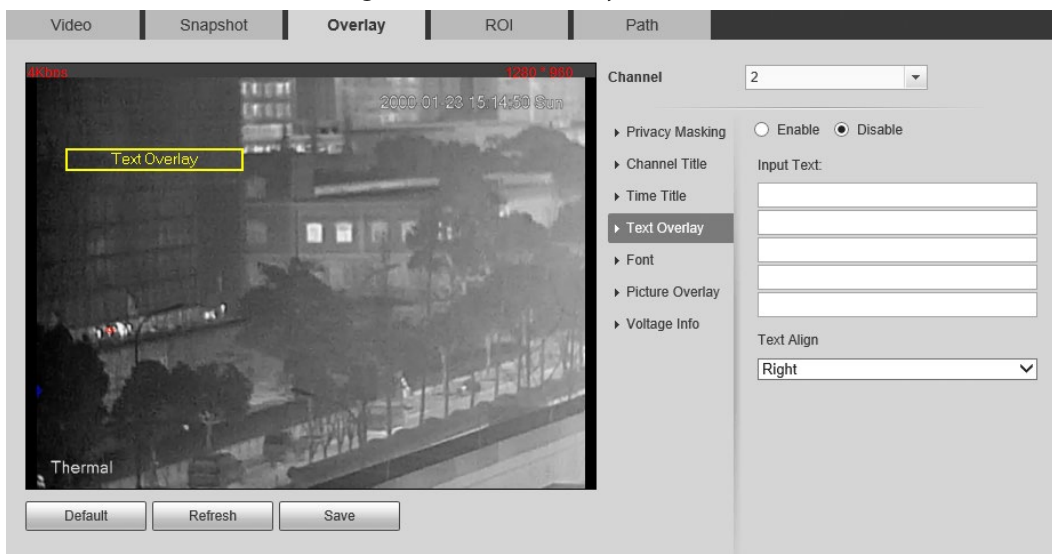 Video Snapshot Overlay ROI Path
4Kbps 1280 * 960
2000-01-23 15:14:50 Sun
Text Overlay
Thermal
Default Refresh Save
Channel 2
Privacy Masking
Channel Title
Time Title
Text Overlay
Font
Picture Overlay
Voltage Info
Enable Disable
Input Text:
Text Align
Right